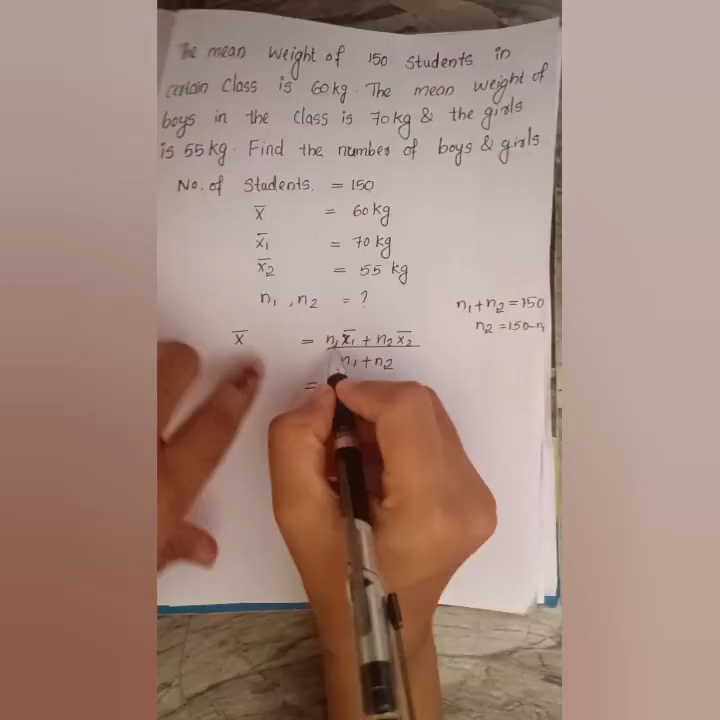 The mean weight of 150 students in
certain Class is 60kg. The mean weight of
boys in the class is 70kg & the girls
is 55kg. Find the number of boys & girls.
No. of Students. = 150
x̅ = 60 kg
x̅₁ = 70 kg
x̅₂ = 55 kg
n₁ , n₂ = ?
n₁ + n₂ = 150
n₂ = 150-n₁
x̅ = n₁x̅₁ + n₂x̅₂
n₁ + n₂
=